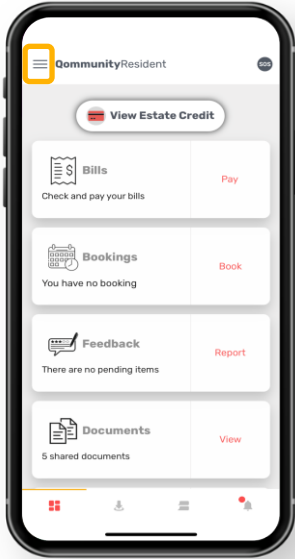 QommunityResident
SOS
View Estate Credit
Bills
Pay
Check and pay your bills
Bookings
Book
You have no booking
Feedback
Report
There are no pending items
Documents
View
5 shared documents